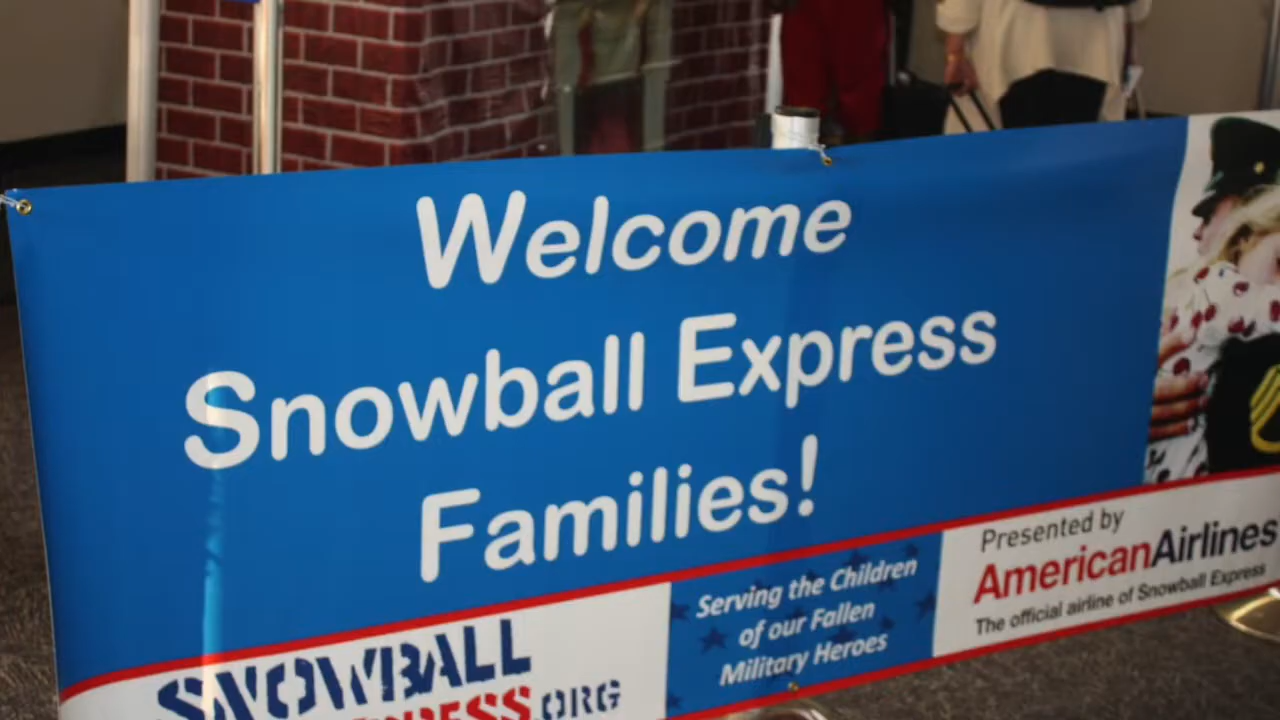 Welcome
Snowball Express
Families!
SNOWBALL
EXPRESS.ORG
Serving the Children
of our Fallen
Military Heroes
Presented by
AmericanAirlines
The official airline of Snowball Express